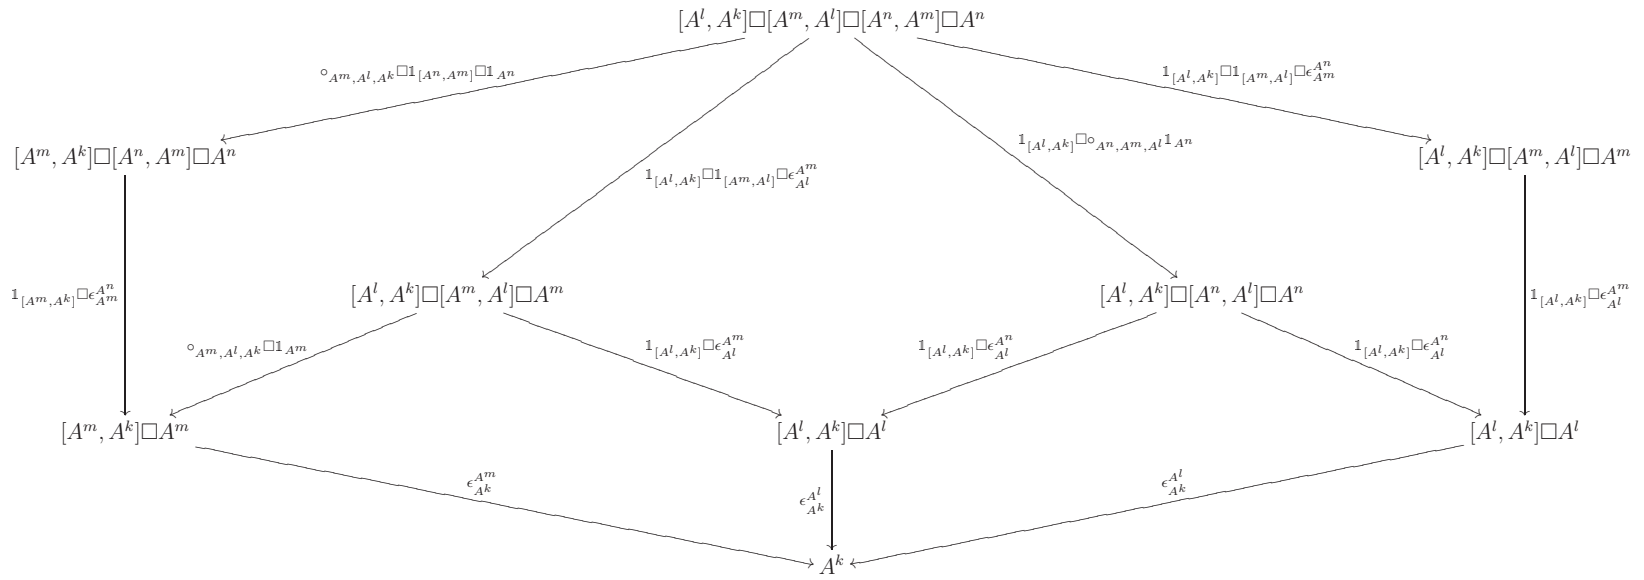 [A^l, A^k]□[A^m, A^l]□[A^n, A^m]□A^n
∘_{A^m,A^l,A^k}□𝟙_{[A^n,A^m]}□𝟙_{A^n}
𝟙_{[A^l,A^k]}□𝟙_{[A^m,A^l]}□ϵ^{A^n}_{A^m}
𝟙_{[A^l,A^k]}□∘_{A^n,A^m,A^l}𝟙_{A^n}
[A^m, A^k]□[A^n, A^m]□A^n
[A^l, A^k]□[A^m, A^l]□A^m
𝟙_{[A^l,A^k]}□𝟙_{[A^m,A^l]}□ϵ^{A^m}_{A^l}
𝟙_{[A^m,A^k]}□ϵ^{A^n}_{A^m}
[A^l, A^k]□[A^m, A^l]□A^m
[A^l, A^k]□[A^n, A^l]□A^n
𝟙_{[A^l,A^k]}□ϵ^{A^m}_{A^l}
∘_{A^m,A^l,A^k}□𝟙_{A^m}
𝟙_{[A^l,A^k]}□ϵ^{A^m}_{A^l}
𝟙_{[A^l,A^k]}□ϵ^{A^n}_{A^l}
𝟙_{[A^l,A^k]}□ϵ^{A^n}_{A^l}
[A^m, A^k]□A^m
[A^l, A^k]□A^l
[A^l, A^k]□A^l
ϵ^{A^m}_{A^k}
ϵ^{A^l}_{A^k}
ϵ^{A^l}_{A^k}
A^k